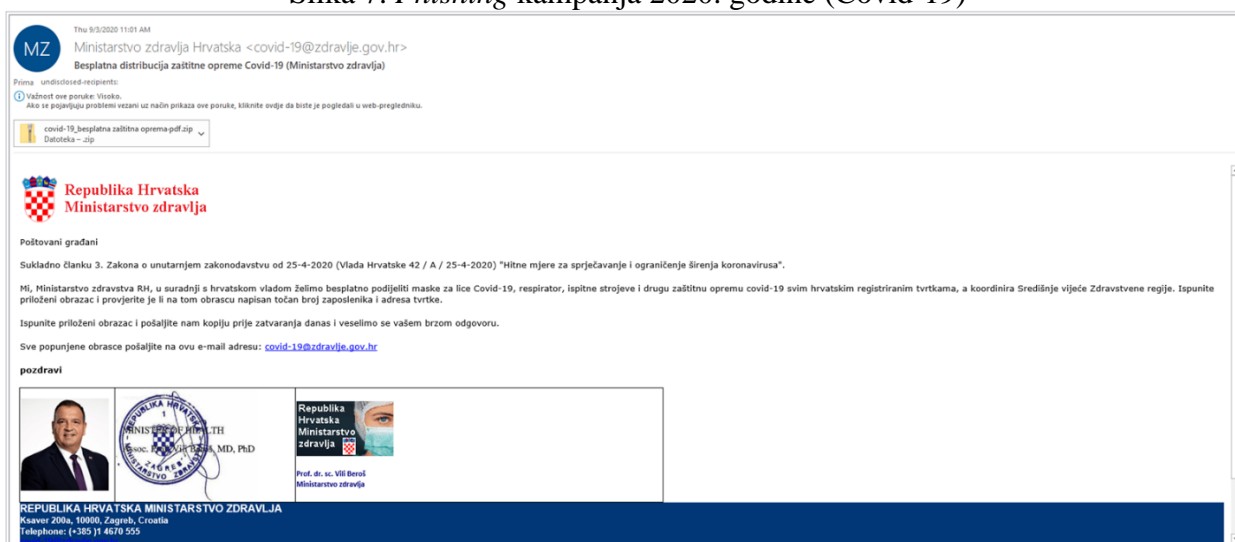 Slika 7. Phishing kampanja 2020. godine (Covid-19)
MZ
Thu 9/3/2020 11:01 AM
Ministarstvo zdravlja Hrvatska <covid-19@zdravlje.gov.hr>
Besplatna distribucija zaštitne opreme Covid-19 (Ministarstvo zdravlja)
Prima undisclosed-recipients:
Važnost ove poruke: Visoko.
Ako se pojavljuju problemi vezani uz način prikaza ove poruke, kliknite ovdje da biste je pogledali u web-pregledniku.
covid-19_besplatna zaštitna oprema-pdf.zip
Datoteka – .zip
Republika Hrvatska
Ministarstvo zdravlja
Poštovani građani
Sukladno članku 3. Zakona o unutarnjem zakonodavstvu od 25-4-2020 (Vlada Hrvatske 42 / A / 25-4-2020) "Hitne mjere za sprječavanje i ograničenje širenja koronavirusa".
Mi, Ministarstvo zdravstva RH, u suradnji s hrvatskom vladom želimo besplatno podijeliti maske za lice Covid-19, respirator, ispitne strojeve i drugu zaštitnu opremu covid-19 svim hrvatskim registriranim tvrtkama, a koordinira Središnje vijeće Zdravstvene regije. Ispunite
priloženi obrazac i provjerite je li na tom obrascu napisan točan broj zaposlenika i adresa tvrtke.
Ispunite priloženi obrazac i pošaljite nam kopiju prije zatvaranja danas i veselimo se vašem brzom odgovoru.
Sve popunjene obrasce pošaljite na ovu e-mail adresu: covid-19@zdravlje.gov.hr
pozdravi
REPUBLIKA HRVATSKA
1
MINISTER OF HEALTH
Assoc. Vili MD, PhD
ZAGREB
MINISTARSTVO
Republika
Hrvatska
Ministarstvo
zdravlja
Prof. dr. sc. Vili Beroš
Ministarstvo zdravlja
REPUBLIKA HRVATSKA MINISTARSTVO ZDRAVLJA
Ksaver 200a, 10000, Zagreb, Croatia
Telephone: (+385 )1 4670 555